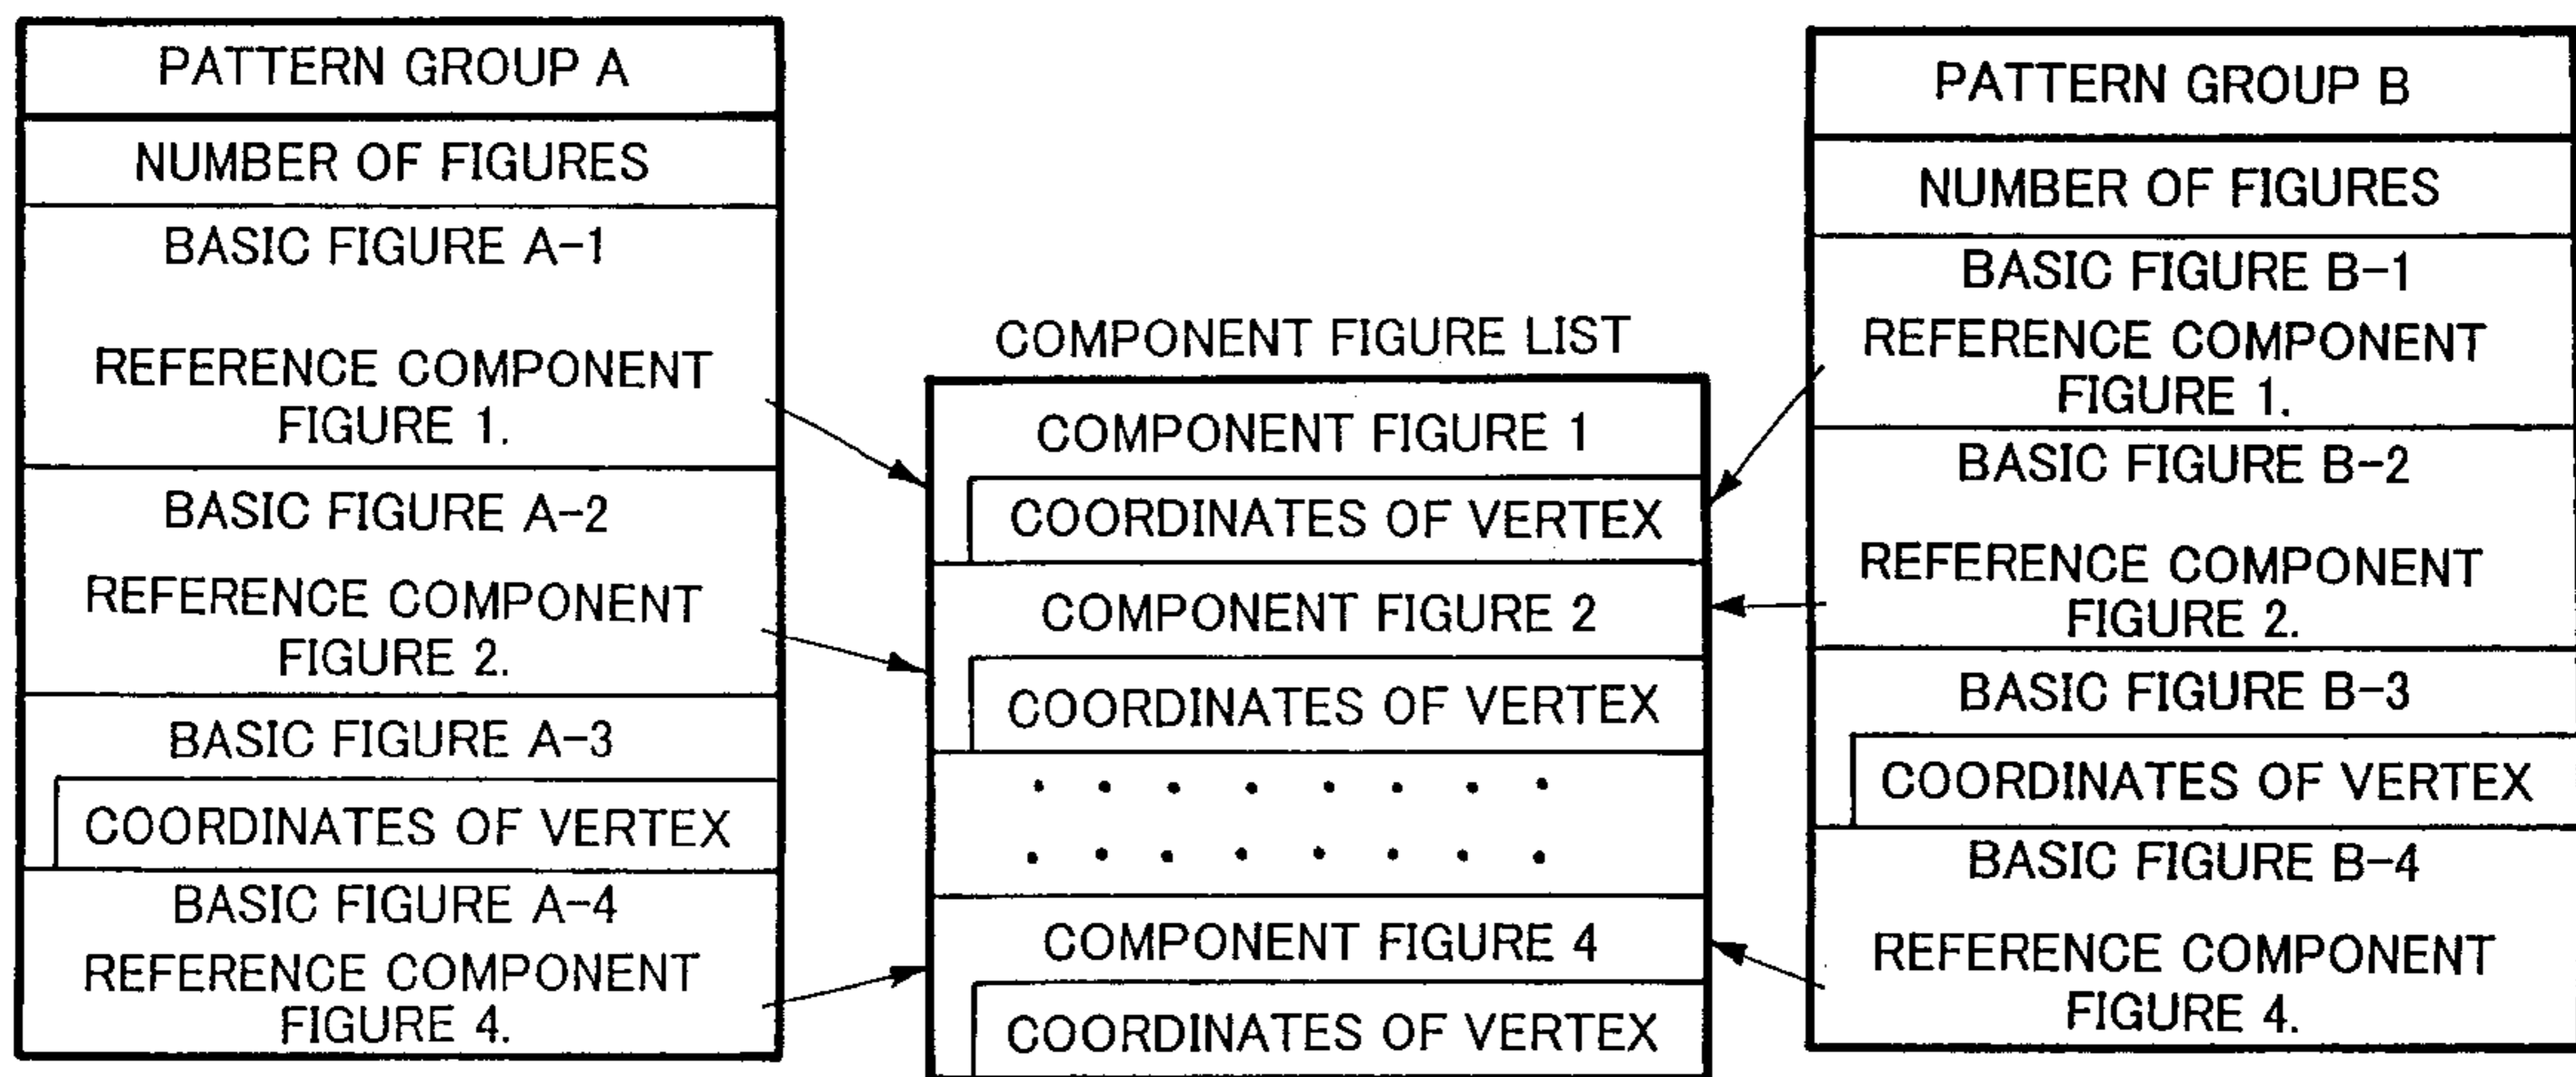 PATTERN GROUP A
NUMBER OF FIGURES
BASIC FIGURE A-1
REFERENCE COMPONENT
FIGURE 1.
BASIC FIGURE A-2
REFERENCE COMPONENT
FIGURE 2.
BASIC FIGURE A-3
COORDINATES OF VERTEX
BASIC FIGURE A-4
REFERENCE COMPONENT
FIGURE 4.
COMPONENT FIGURE LIST
COMPONENT FIGURE 1
COORDINATES OF VERTEX
COMPONENT FIGURE 2
COORDINATES OF VERTEX
COMPONENT FIGURE 4
COORDINATES OF VERTEX
PATTERN GROUP B
NUMBER OF FIGURES
BASIC FIGURE B-1
REFERENCE COMPONENT
FIGURE 1.
BASIC FIGURE B-2
REFERENCE COMPONENT
FIGURE 2.
BASIC FIGURE B-3
COORDINATES OF VERTEX
BASIC FIGURE B-4
REFERENCE COMPONENT
FIGURE 4.